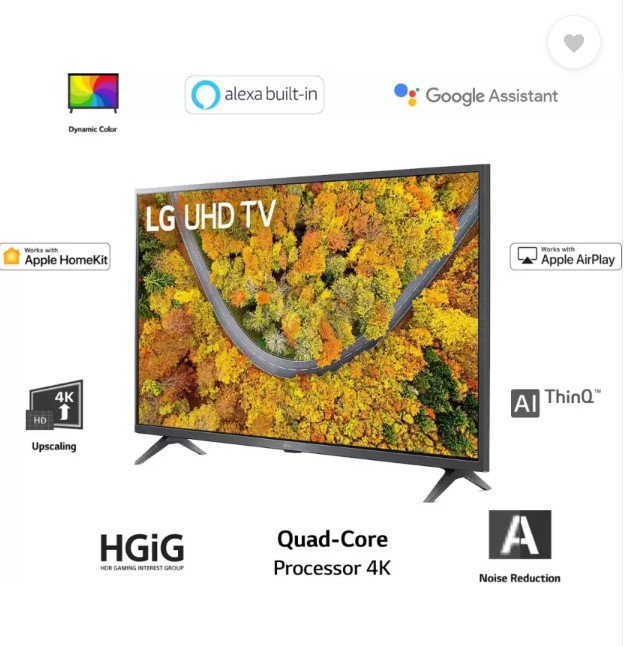 Dynamic Color
alexa built-in
Google Assistant
LG UHD TV
Works with
Apple HomeKit
Works with
Apple AirPlay
4K
HD
Upscaling
AI ThinQ™
HGiG
HDR GAMING INTEREST GROUP
Quad-Core
Processor 4K
A
Noise Reduction